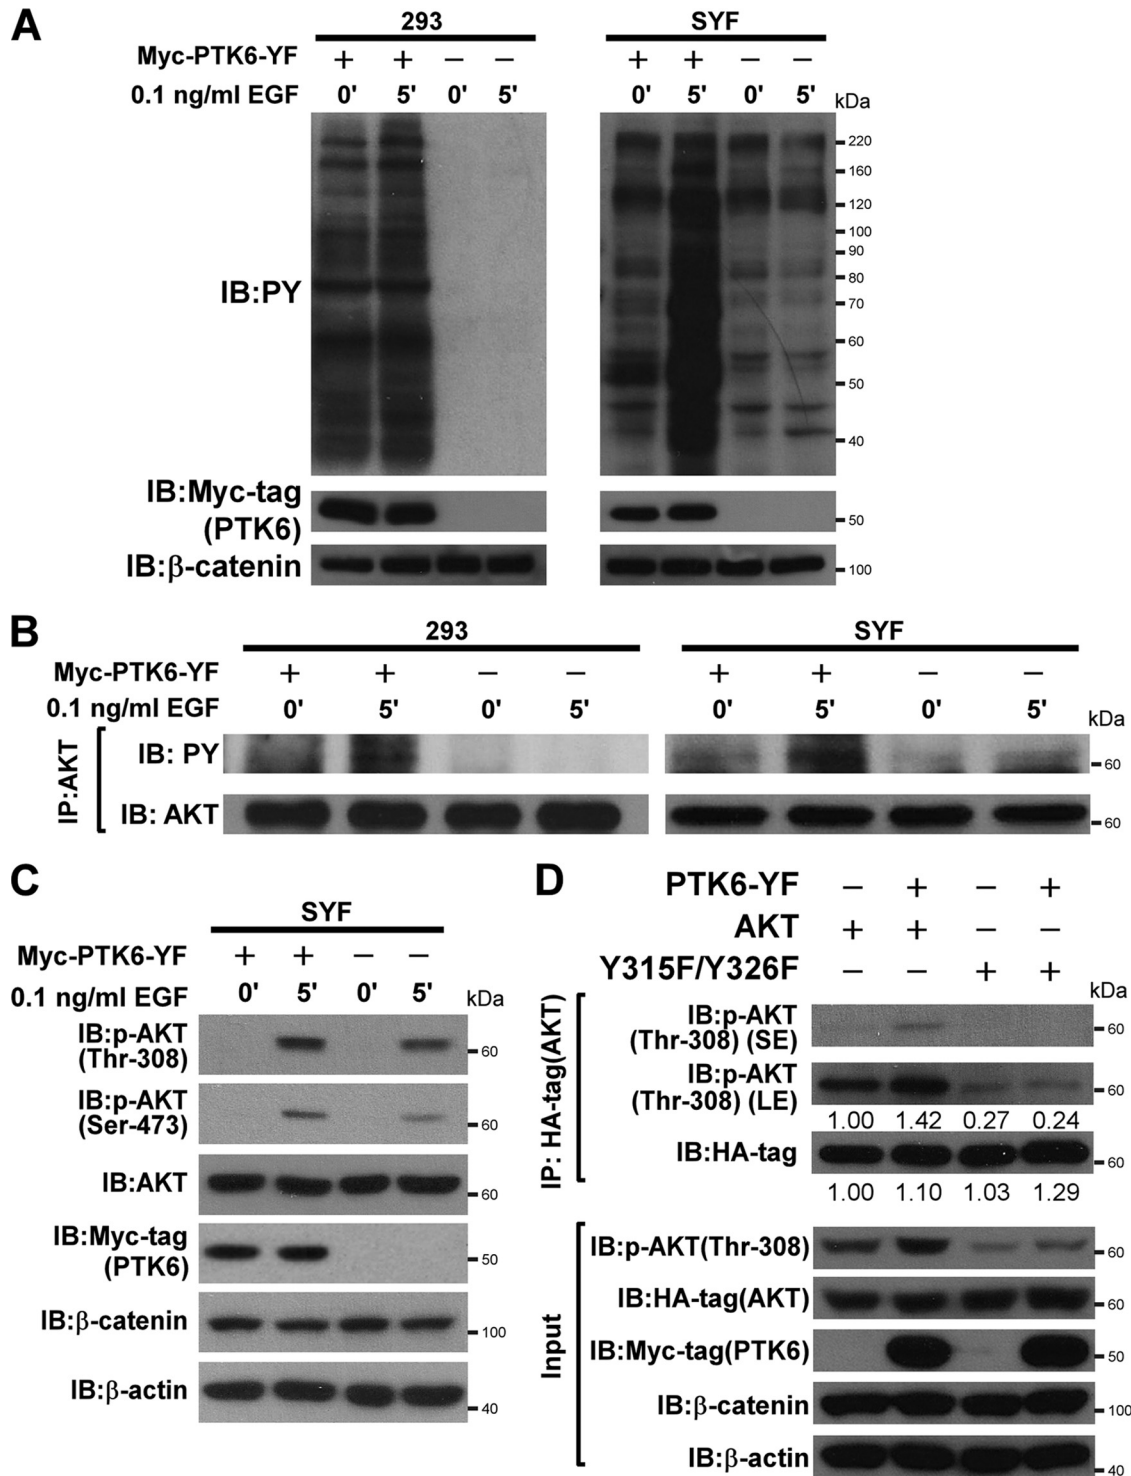 A
293 SYF
Myc-PTK6-YF + + − − + + − −
0.1 ng/ml EGF 0' 5' 0' 5' 0' 5' 0' 5' kDa
220
160
120
100
90
80
IB:PY
70
60
50
40
IB:Myc-tag
(PTK6)
50
IB:β-catenin
100
B
293 SYF
Myc-PTK6-YF + + − − + + − −
0.1 ng/ml EGF 0' 5' 0' 5' 0' 5' 0' 5' kDa
IP:AKT
IB: PY 60
IB: AKT 60
C
SYF
Myc-PTK6-YF + + − −
0.1 ng/ml EGF 0' 5' 0' 5' kDa
IB:p-AKT
(Thr-308) 60
IB:p-AKT
(Ser-473) 60
IB:AKT 60
IB:Myc-tag
(PTK6) 50
IB:β-catenin 100
IB:β-actin 40
D
PTK6-YF − + − +
AKT + + − −
Y315F/Y326F − − + +
kDa
IP: HA-tag(AKT)
IB:p-AKT
(Thr-308) (SE) 60
IB:p-AKT
(Thr-308) (LE) 60
1.00 1.42 0.27 0.24
IB:HA-tag 60
1.00 1.10 1.03 1.29
Input
IB:p-AKT(Thr-308) 60
IB:HA-tag(AKT) 60
IB:Myc-tag(PTK6) 50
IB:β-catenin 100
IB:β-actin 40